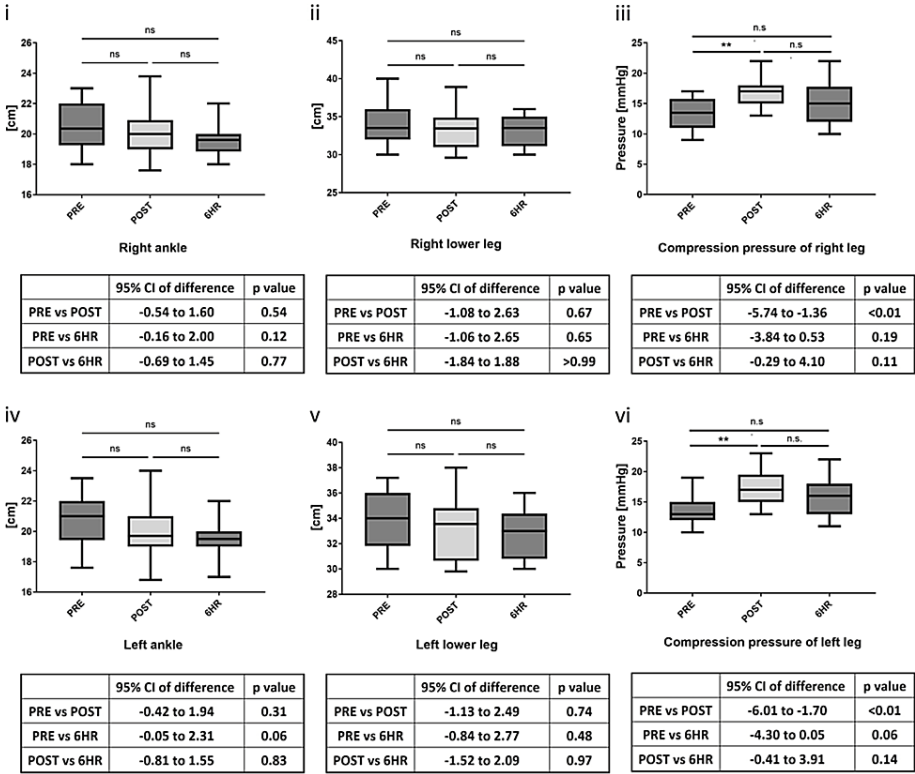 i
ns
ns
ns
26
24
22
20
18
16
[cm]
PRE
POST
6HR
Right ankle
95% CI of difference
p value
PRE vs POST
-0.54 to 1.60
0.54
PRE vs 6HR
-0.16 to 2.00
0.12
POST vs 6HR
-0.69 to 1.45
0.77
ii
ns
ns
ns
45
40
35
30
25
[cm]
PRE
POST
6HR
Right lower leg
95% CI of difference
p value
PRE vs POST
-1.08 to 2.63
0.67
PRE vs 6HR
-1.06 to 2.65
0.65
POST vs 6HR
-1.84 to 1.88
>0.99
iii
n.s
**
n.s
25
20
15
10
5
0
Pressure [mmHg]
PRE
POST
6HR
Compression pressure of right leg
95% CI of difference
p value
PRE vs POST
-5.74 to -1.36
<0.01
PRE vs 6HR
-3.84 to 0.53
0.19
POST vs 6HR
-0.29 to 4.10
0.11
iv
ns
ns
ns
26
24
22
20
18
16
[cm]
PRE
POST
6HR
Left ankle
95% CI of difference
p value
PRE vs POST
-0.42 to 1.94
0.31
PRE vs 6HR
-0.05 to 2.31
0.06
POST vs 6HR
-0.81 to 1.55
0.83
v
ns
ns
ns
40
38
36
34
32
30
28
[cm]
PRE
POST
6HR
Left lower leg
95% CI of difference
p value
PRE vs POST
-1.13 to 2.49
0.74
PRE vs 6HR
-0.84 to 2.77
0.48
POST vs 6HR
-1.52 to 2.09
0.97
vi
n.s
**
n.s.
25
20
15
10
5
0
Pressure [mmHg]
PRE
POST
6HR
Compression pressure of left leg
95% CI of difference
p value
PRE vs POST
-6.01 to -1.70
<0.01
PRE vs 6HR
-4.30 to 0.05
0.06
POST vs 6HR
-0.41 to 3.91
0.14